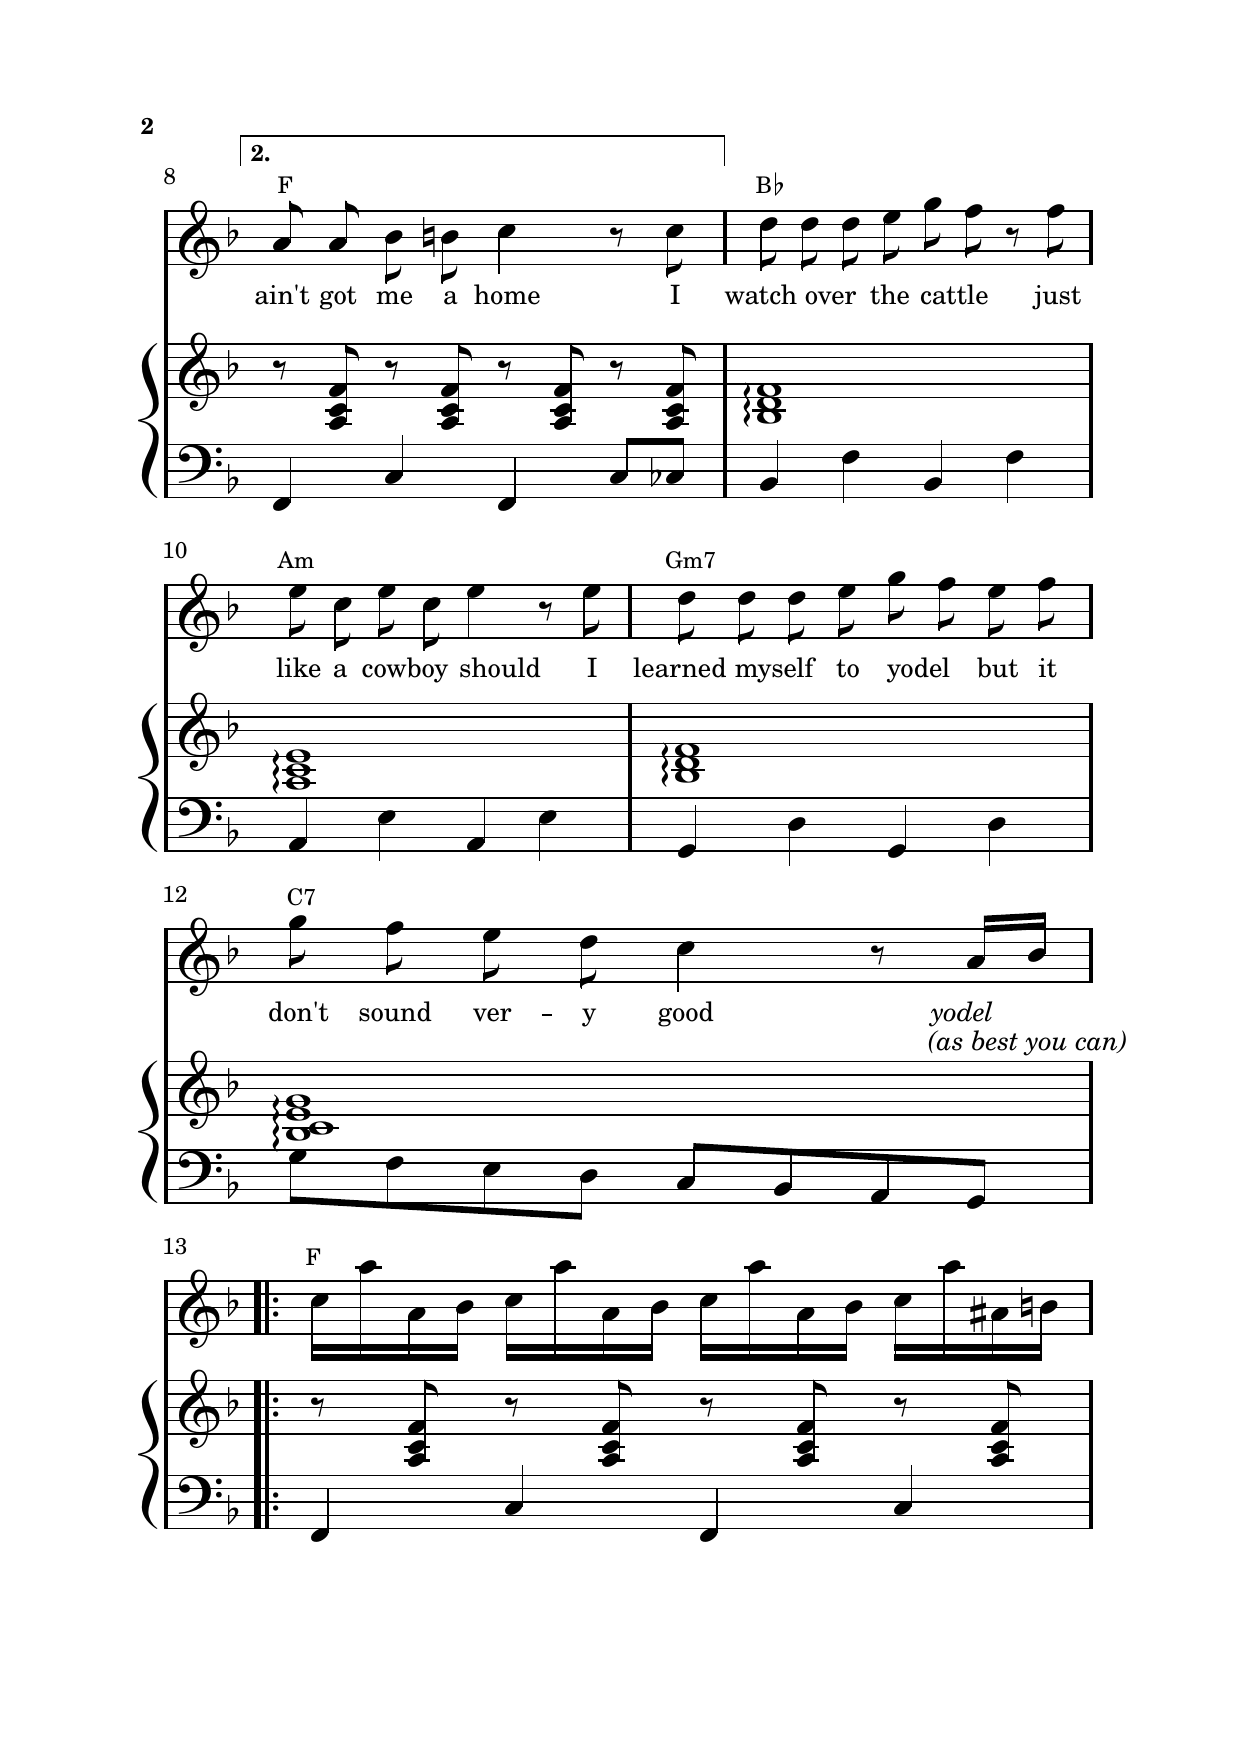 2
2.
8
F B♭
ain't got me a home I watch over the cattle just
10
Am Gm7
like a cowboy should I learned myself to yodel but it
12
C7
don't sound ver – y good yodel
(as best you can)
13
F